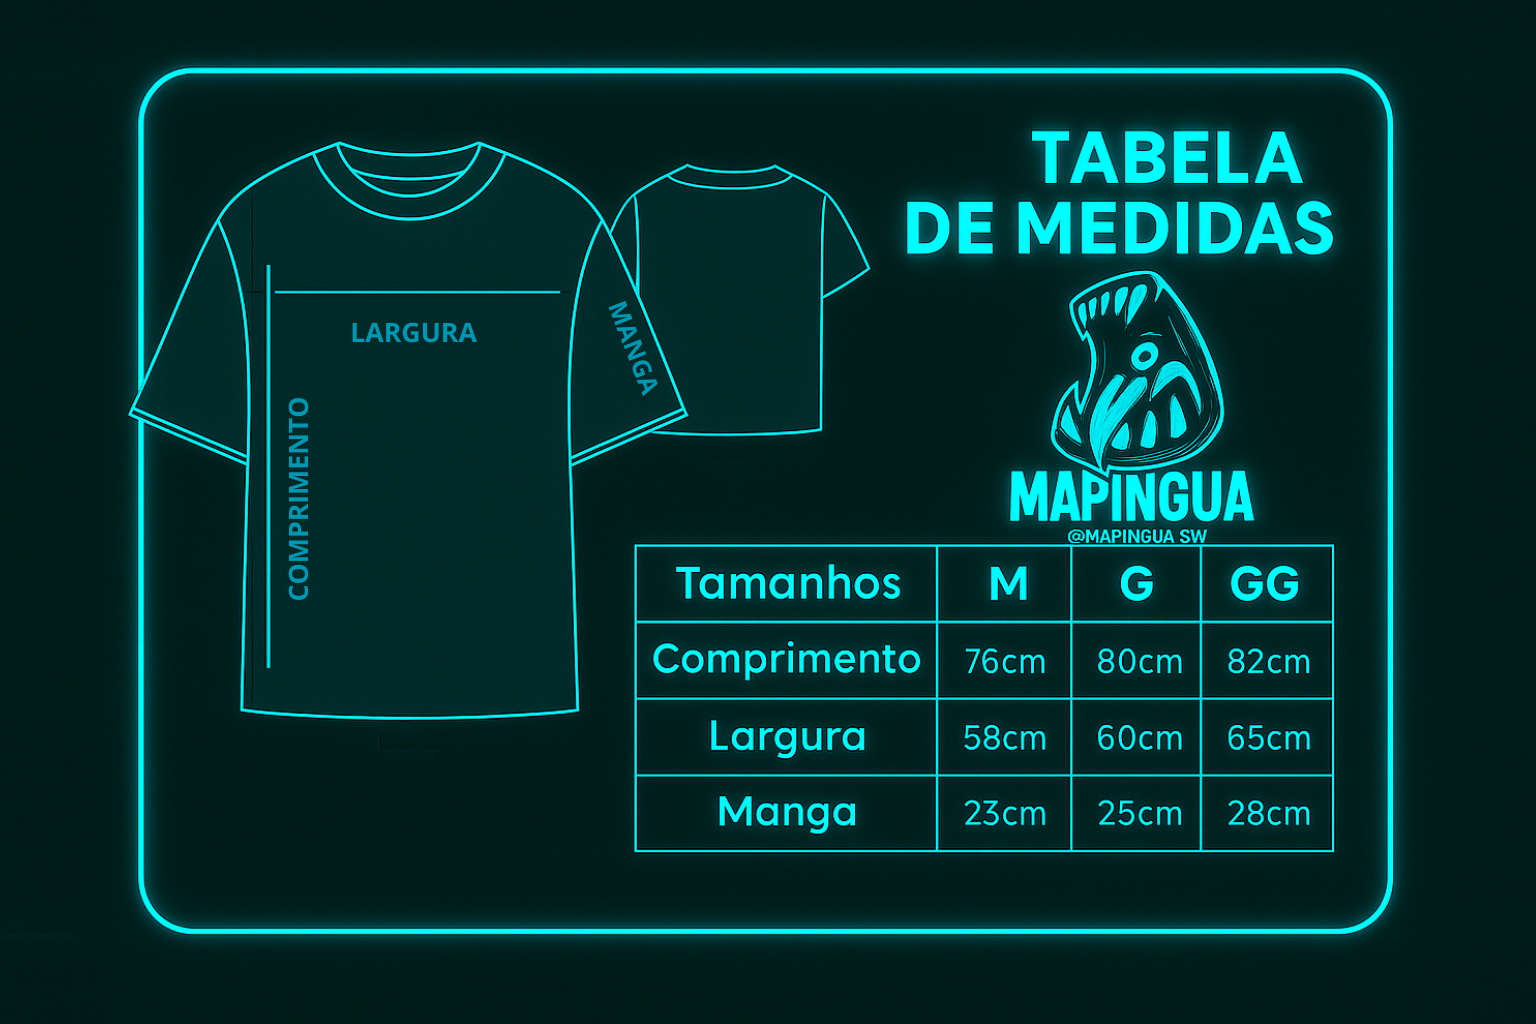 TABELA
DE MEDIDAS
LARGURA
MANGA
COMPRIMENTO
MAPINGUA
@MAPINGUA SW
Tamanhos M G GG
Comprimento 76cm 80cm 82cm
Largura 58cm 60cm 65cm
Manga 23cm 25cm 28cm